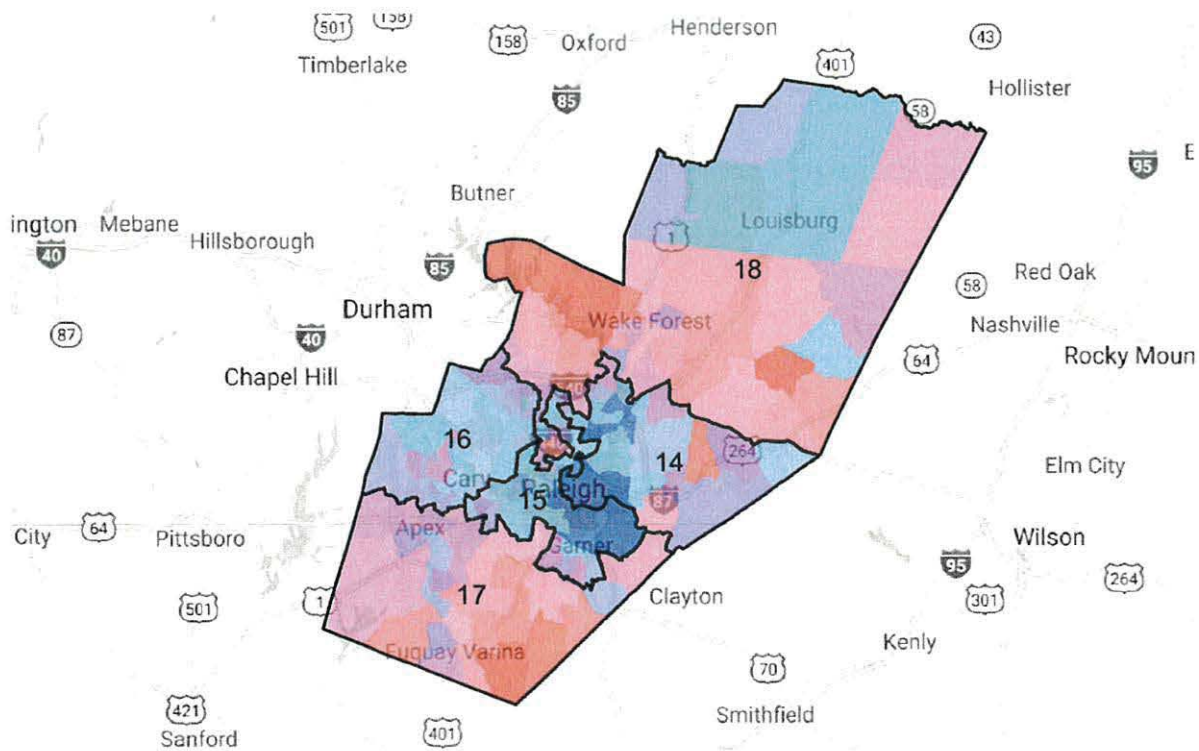 501
158
158
Oxford
Henderson
43
Timberlake
401
Hollister
85
58
95
E
Butner
ington
Mebane
Hillsborough
Louisburg
40
1
85
18
Red Oak
58
Durham
Nashville
Wake Forest
87
40
64
Rocky Moun
Chapel Hill
40
16
264
14
Elm City
Cary
Raleigh
15
87
City
64
Pittsboro
Apex
Garner
Wilson
95
264
501
1
17
Clayton
301
Kenly
Fuquay Varina
70
421
Smithfield
Sanford
401